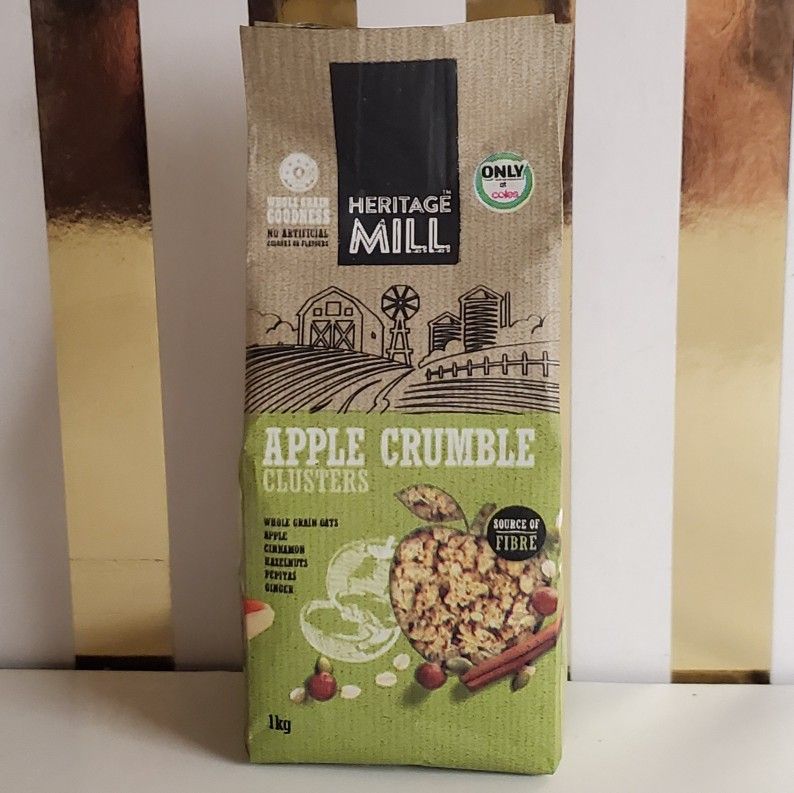 WHOLE GRAIN
GOODNESS
NO ARTIFICIAL
COLOURS OR FLAVOURS
HERITAGE™
MILL
ONLY
at
coles
APPLE CRUMBLE
CLUSTERS
WHOLE GRAIN OATS
APPLE
CINNAMON
HAZELNUTS
PEPITAS
GINGER
SOURCE OF
FIBRE
1kg